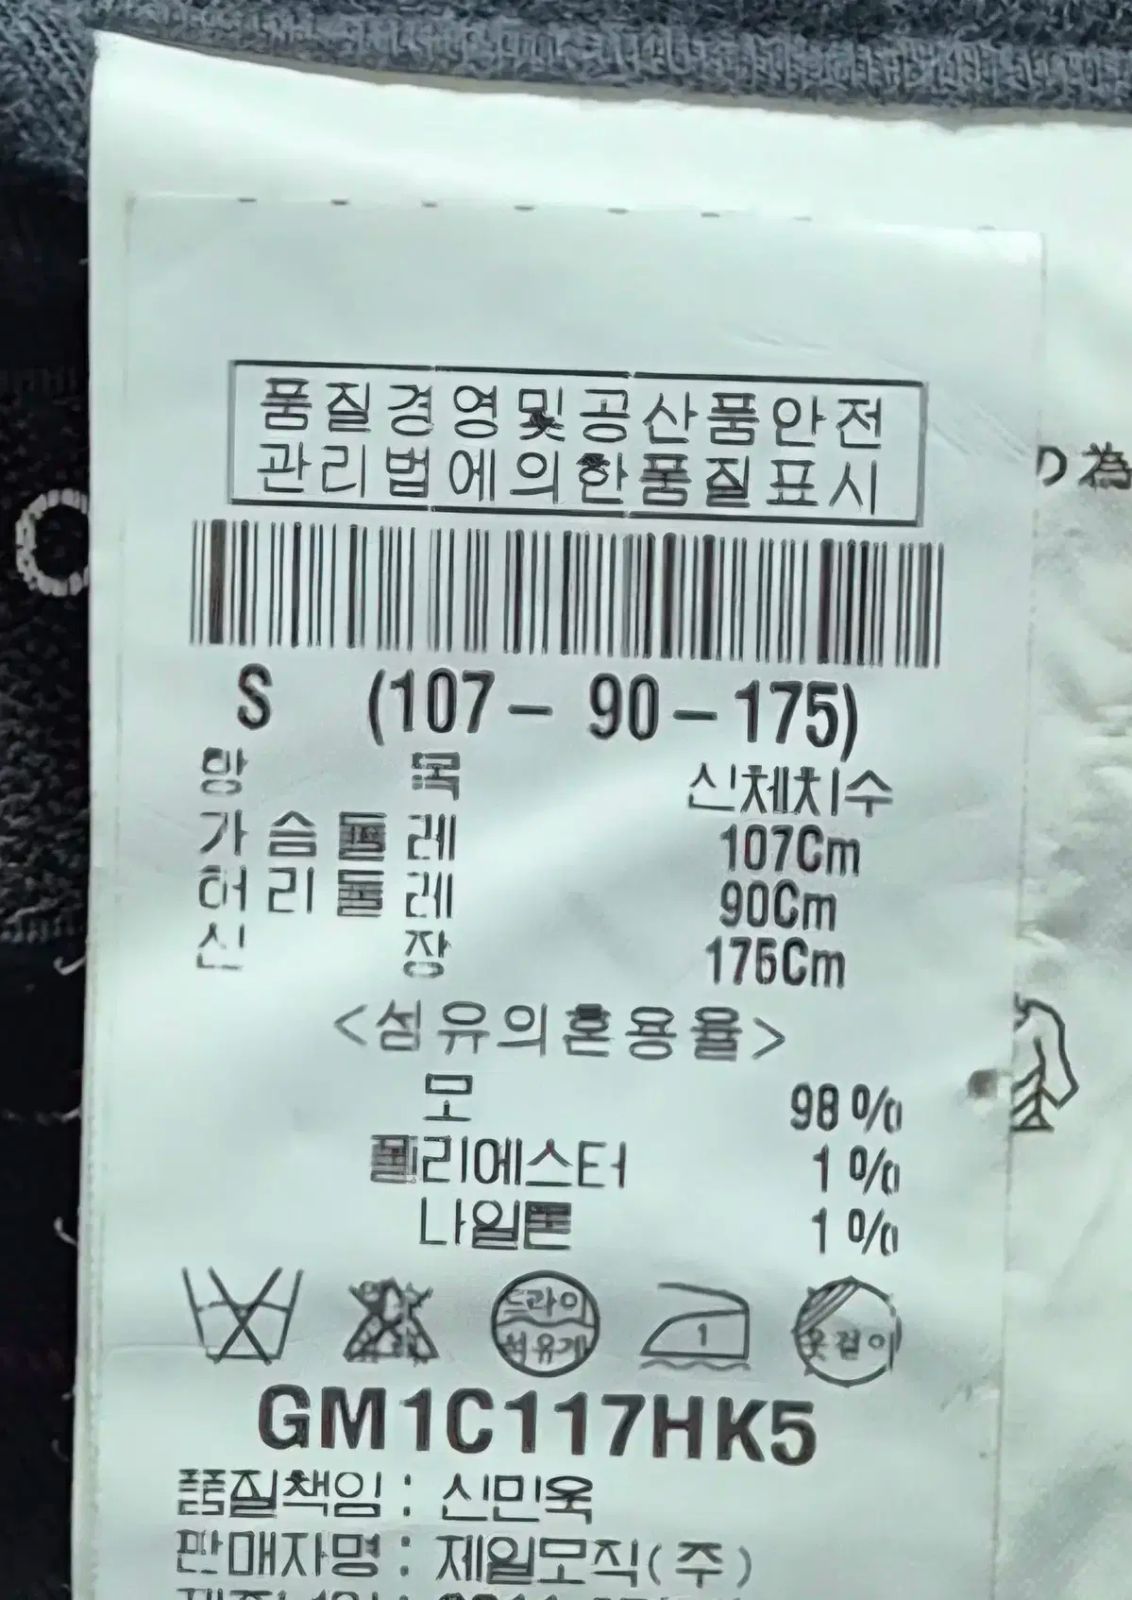 품질경영및공산품안전
관리법에의한품질표시
S (107 - 90 - 175)
항 목 신체치수
가슴둘레 107Cm
허리둘레 90Cm
신 장 175Cm
<섬유의혼용율>
모 98%
폴리에스터 1%
나일론 1%
드라이
석유계
1
옷걸이
GM1C117HK5
품질책임 : 신민욱
판매자명 : 제일모직(주)
の為